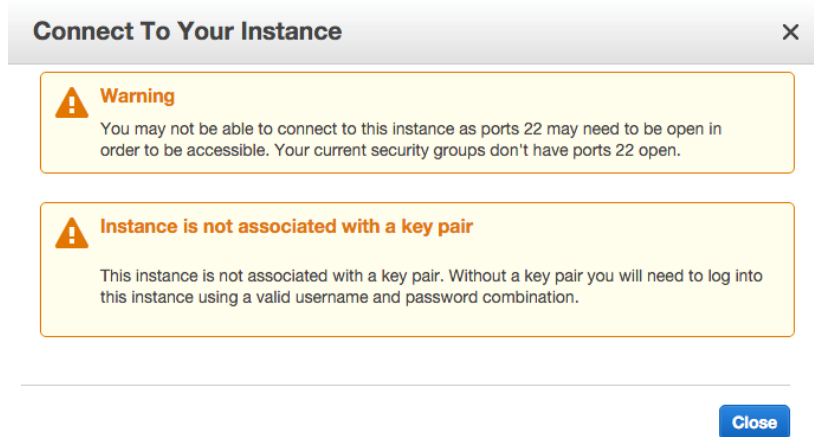 Connect To Your Instance
Warning
You may not be able to connect to this instance as ports 22 may need to be open in
order to be accessible. Your current security groups don't have ports 22 open.
Instance is not associated with a key pair
This instance is not associated with a key pair. Without a key pair you will need to log into
this instance using a valid username and password combination.
Close